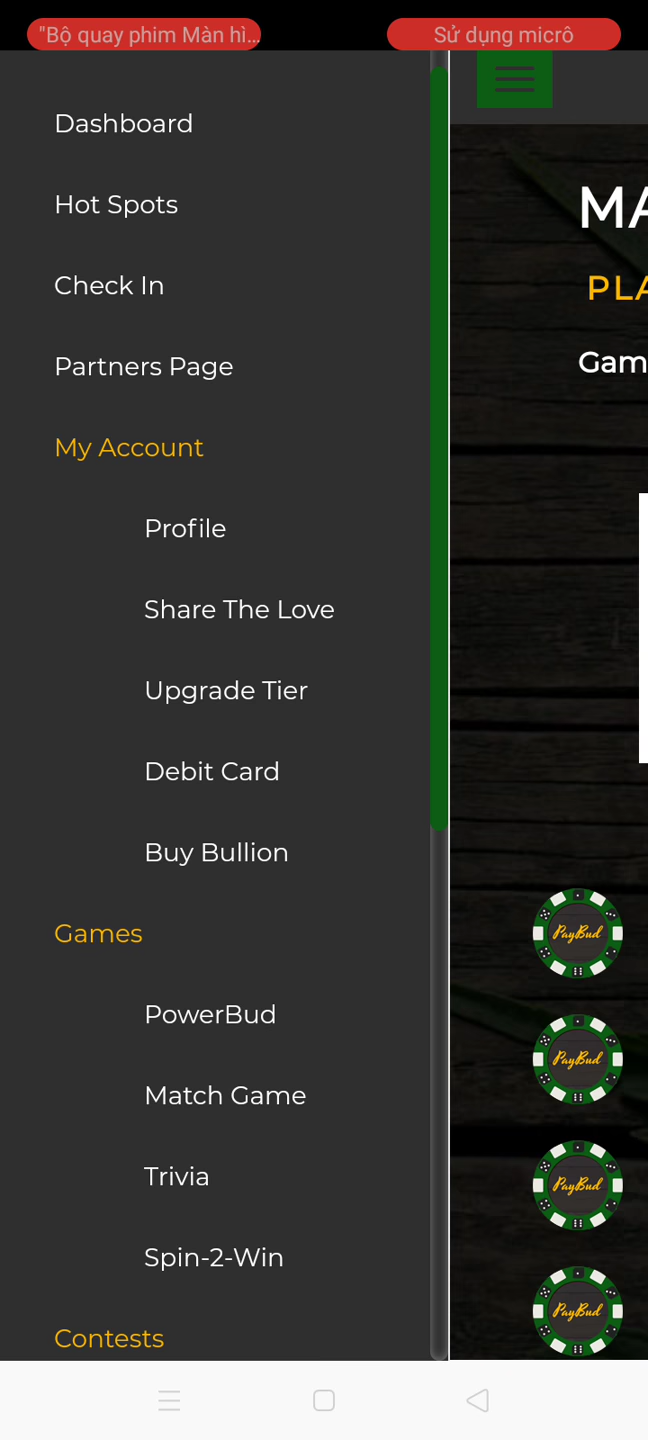 "Bộ quay phim Màn hì...
Sử dụng micrô
Dashboard
Hot Spots
Check In
Partners Page
My Account
Profile
Share The Love
Upgrade Tier
Debit Card
Buy Bullion
Games
PowerBud
Match Game
Trivia
Spin-2-Win
Contests
MA
PLA
Gam
PayBud
PayBud
PayBud
PayBud